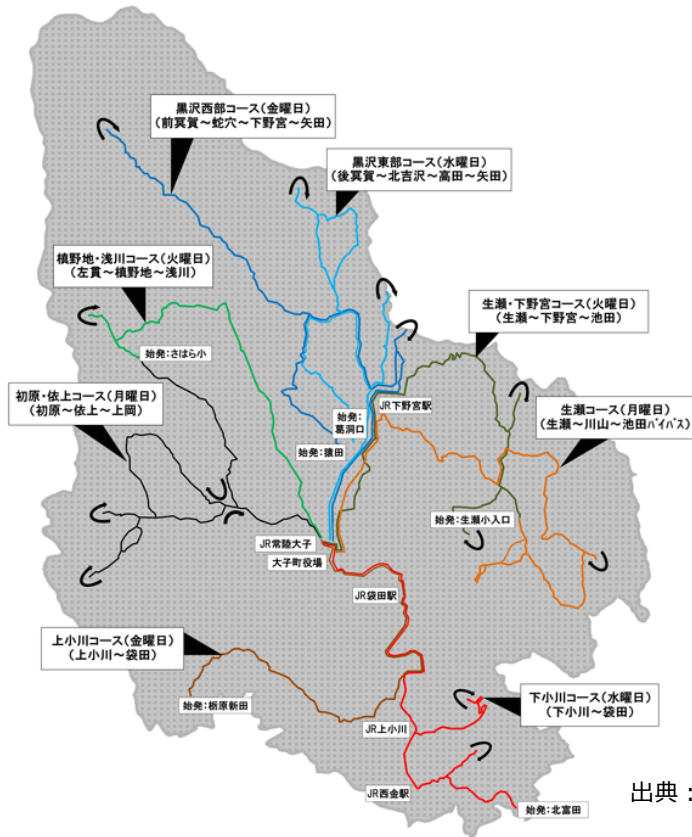 黒沢西部コース(金曜日)
(前冥賀～蛇穴～下野宮～矢田)
黒沢東部コース(水曜日)
(後冥賀～北吉沢～高田～矢田)
槙野地・浅川コース(火曜日)
(左貫～槙野地～浅川)
生瀬・下野宮コース(火曜日)
(生瀬～下野宮～池田)
始発:さはら小
初原・依上コース(月曜日)
(初原～依上～上岡)
始発:
葛洞口
JR下野宮駅
生瀬コース(月曜日)
(生瀬～川山～池田バイパス)
始発:猿田
始発:生瀬小入口
JR常陸大子
大子町役場
JR袋田駅
上小川コース(金曜日)
(上小川～袋田)
始発:栃原新田
下小川コース(水曜日)
(下小川～袋田)
JR上小川
JR西金駅
始発:北富田
出典: